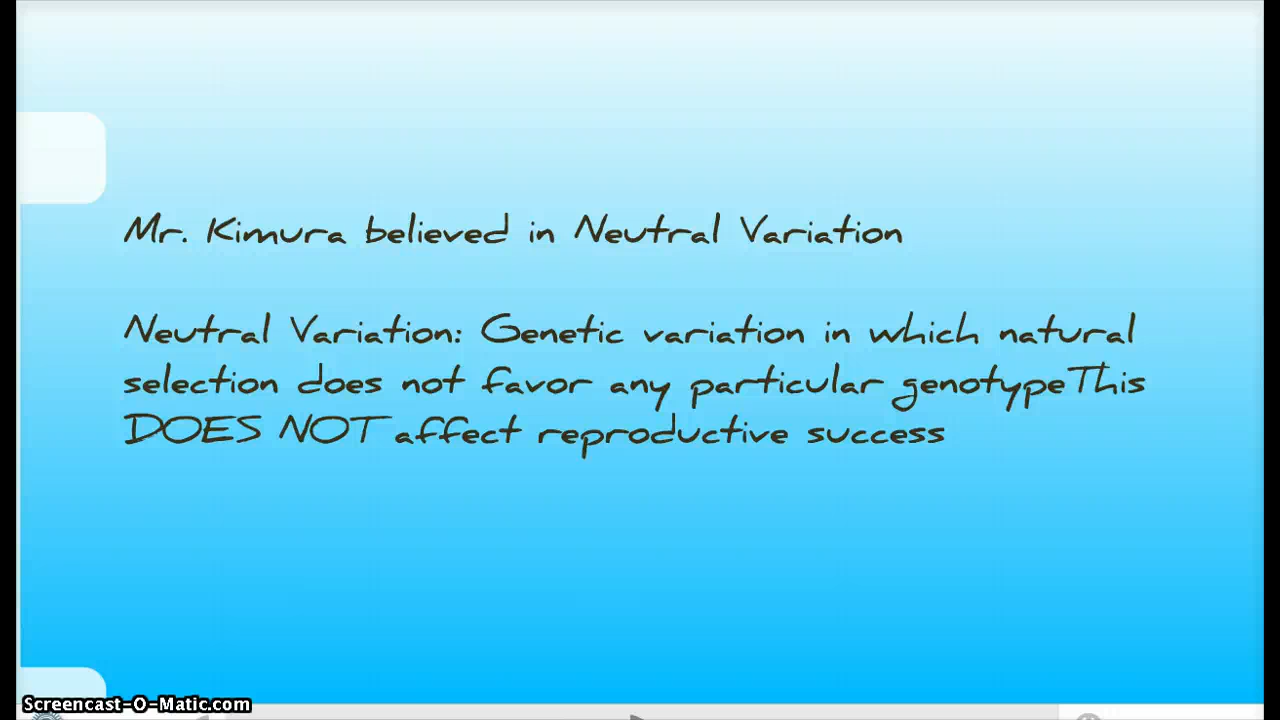 Mr. Kimura believed in Neutral Variation
Neutral Variation: Genetic variation in which natural
selection does not favor any particular genotypeThis
DOES NOT affect reproductive success
Screencast-O-Matic.com